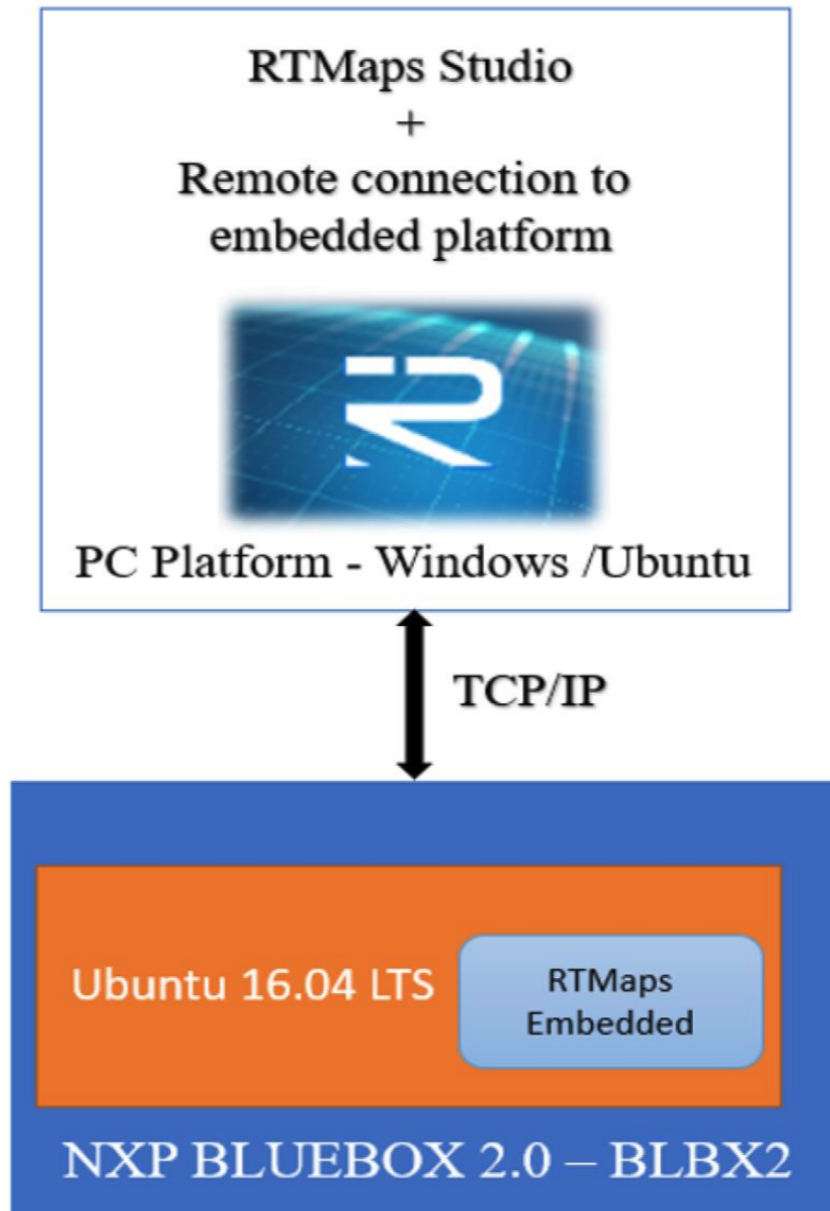 RTMaps Studio
+
Remote connection to
embedded platform
PC Platform - Windows /Ubuntu
TCP/IP
Ubuntu 16.04 LTS
RTMaps
Embedded
NXP BLUEBOX 2.0 – BLBX2